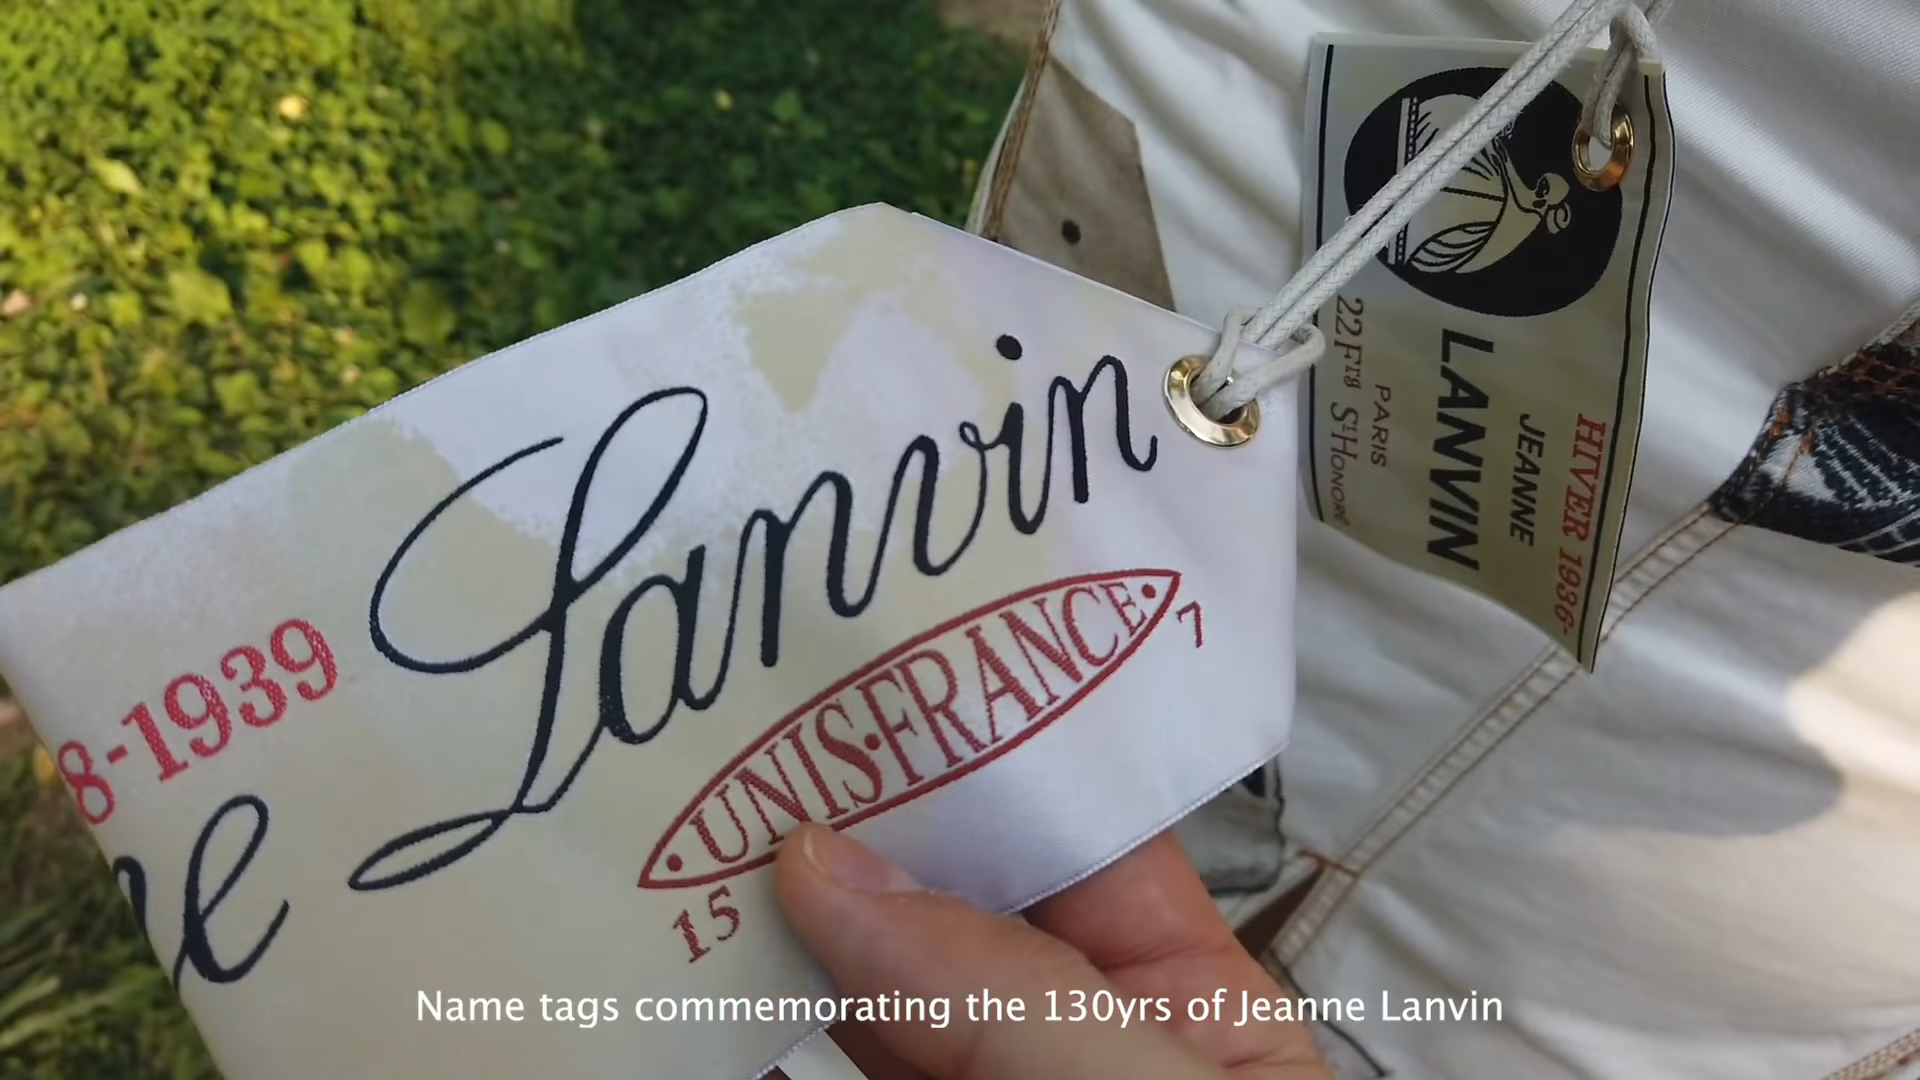 8-1939
e Lanvin
·UNIS·FRANCE·
15
7
HIVER 1936-
JEANNE
LANVIN
PARIS
22 FTG ST HONORÉ
Name tags commemorating the 130yrs of Jeanne Lanvin